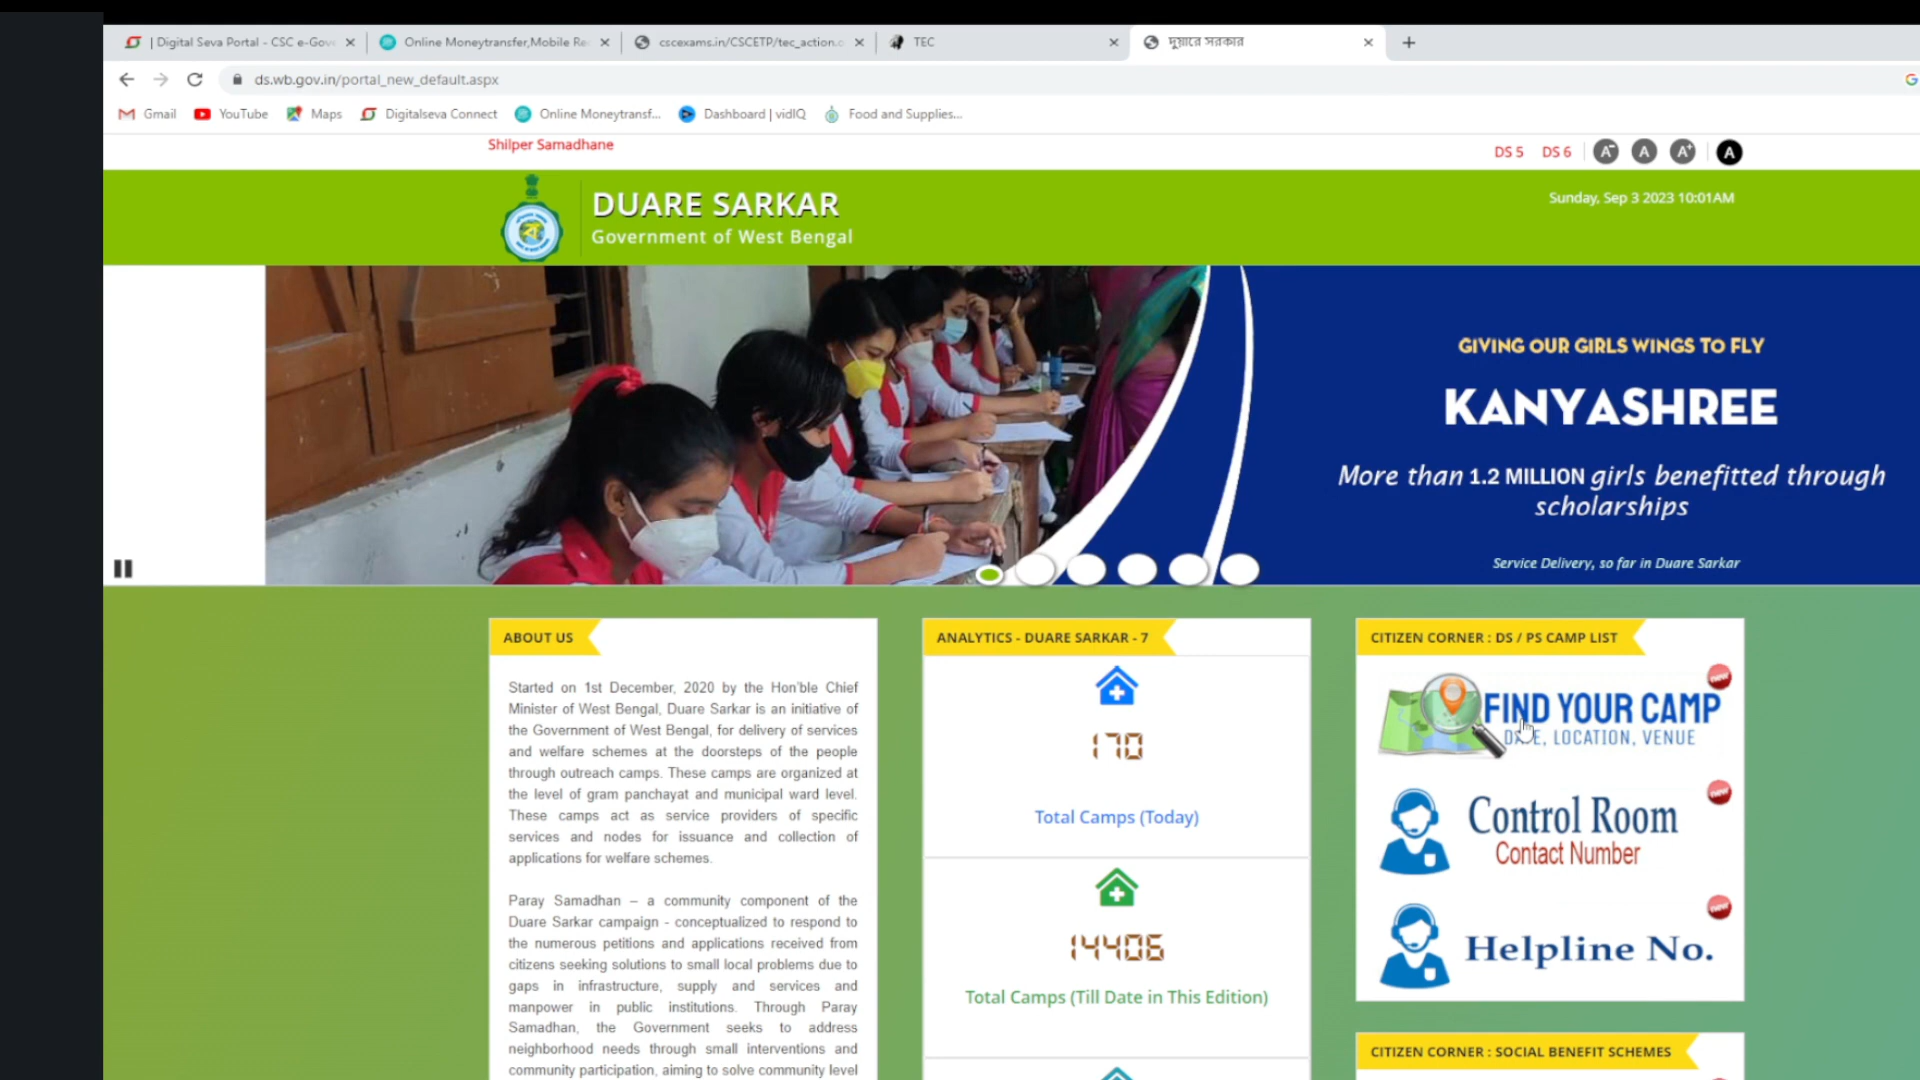 | Digital Seva Portal - CSC e-Gov
Online Moneytransfer,Mobile Re
cscexams.in/CSCETP/tec_action.
TEC
দুয়ারে সরকার
ds.wb.gov.in/portal_new_default.aspx
Gmail
YouTube
Maps
Digitalseva Connect
Online Moneytransf...
Dashboard | vidIQ
Food and Supplies...
Shilper Samadhane
DS 5 DS 6 A- A A+ A
DUARE SARKAR
Government of West Bengal
Sunday, Sep 3 2023 10:01AM
GIVING OUR GIRLS WINGS TO FLY
KANYASHREE
More than 1.2 MILLION girls benefitted through
scholarships
Service Delivery, so far in Duare Sarkar
ABOUT US
Started on 1st December, 2020 by the Hon'ble Chief
Minister of West Bengal, Duare Sarkar is an initiative of
the Government of West Bengal, for delivery of services
and welfare schemes at the doorsteps of the people
through outreach camps. These camps are organized at
the level of gram panchayat and municipal ward level.
These camps act as service providers of specific
services and nodes for issuance and collection of
applications for welfare schemes.
Paray Samadhan – a community component of the
Duare Sarkar campaign - conceptualized to respond to
the numerous petitions and applications received from
citizens seeking solutions to small local problems due to
gaps in infrastructure, supply and services and
manpower in public institutions. Through Paray
Samadhan, the Government seeks to address
neighborhood needs through small interventions and
community participation, aiming to solve community level
ANALYTICS - DUARE SARKAR - 7
170
Total Camps (Today)
14406
Total Camps (Till Date in This Edition)
CITIZEN CORNER : DS / PS CAMP LIST
new
FIND YOUR CAMP
DATE, LOCATION, VENUE
new
Control Room
Contact Number
new
Helpline No.
CITIZEN CORNER : SOCIAL BENEFIT SCHEMES